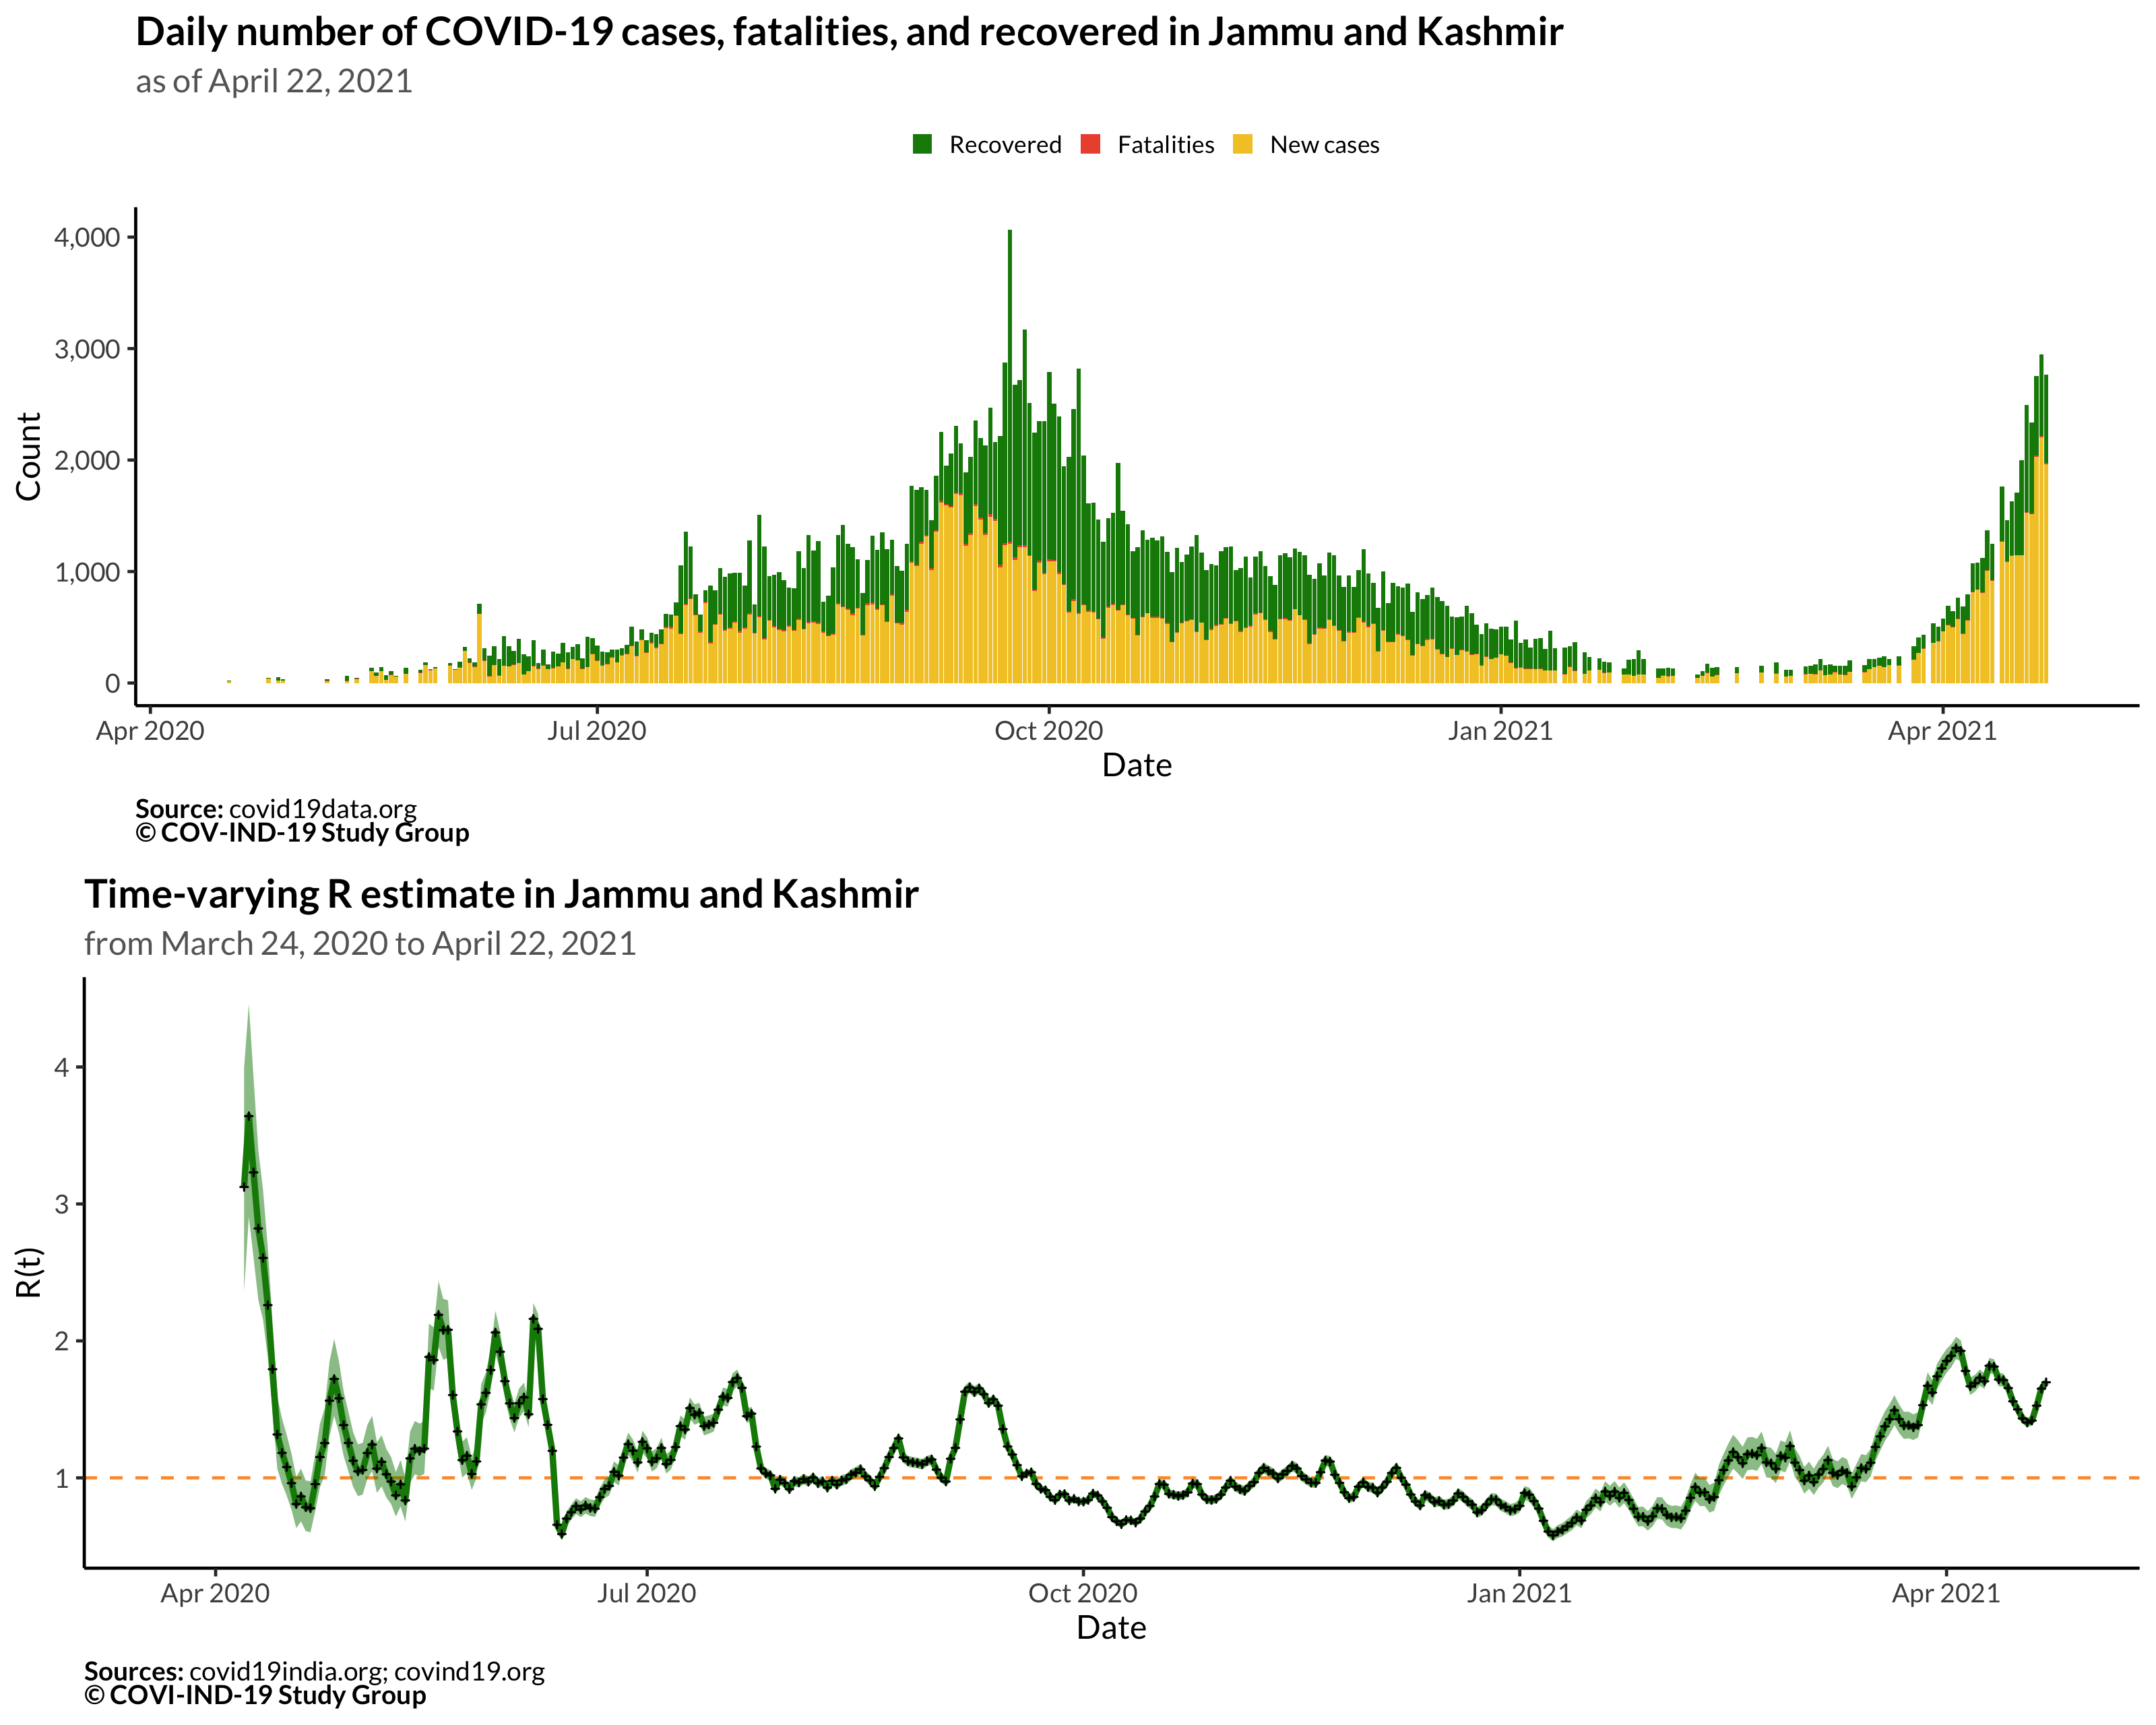 Daily number of COVID-19 cases, fatalities, and recovered in Jammu and Kashmir
as of April 22, 2021
Recovered Fatalities New cases
4,000
3,000
2,000
1,000
0
Count
Apr 2020 Jul 2020 Oct 2020 Jan 2021 Apr 2021
Date
Source: covid19data.org
© COV-IND-19 Study Group
Time-varying R estimate in Jammu and Kashmir
from March 24, 2020 to April 22, 2021
4
3
2
1
R(t)
Apr 2020 Jul 2020 Oct 2020 Jan 2021 Apr 2021
Date
Sources: covid19india.org; covind19.org
© COVI-IND-19 Study Group